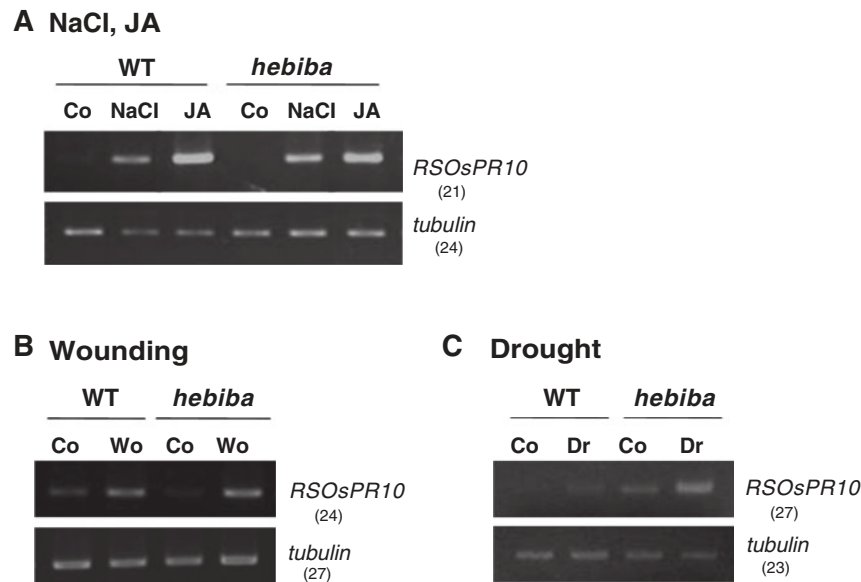 A NaCl, JA
WT hebiba
Co NaCl JA Co NaCl JA
RSOsPR10
(21)
tubulin
(24)
B Wounding
WT hebiba
Co Wo Co Wo
RSOsPR10
(24)
tubulin
(27)
C Drought
WT hebiba
Co Dr Co Dr
RSOsPR10
(27)
tubulin
(23)